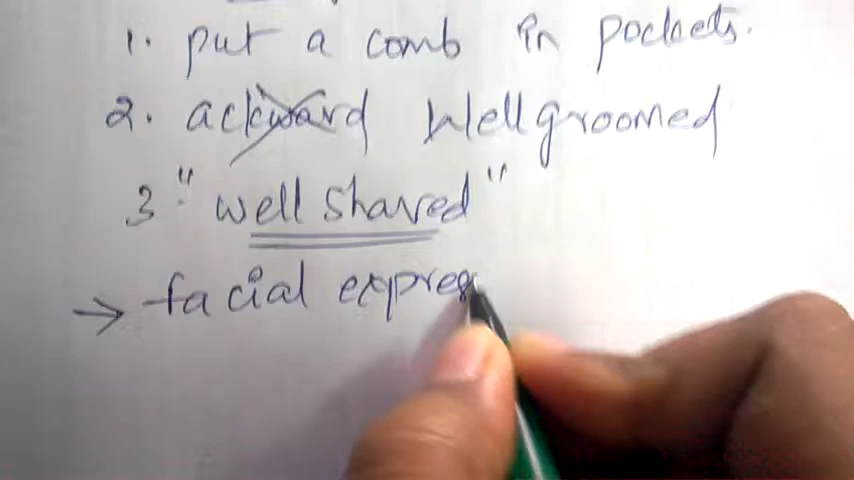 1. put a comb in pockets.
2. ackward Wellgroomed
3 "well shaved"
→ facial expres